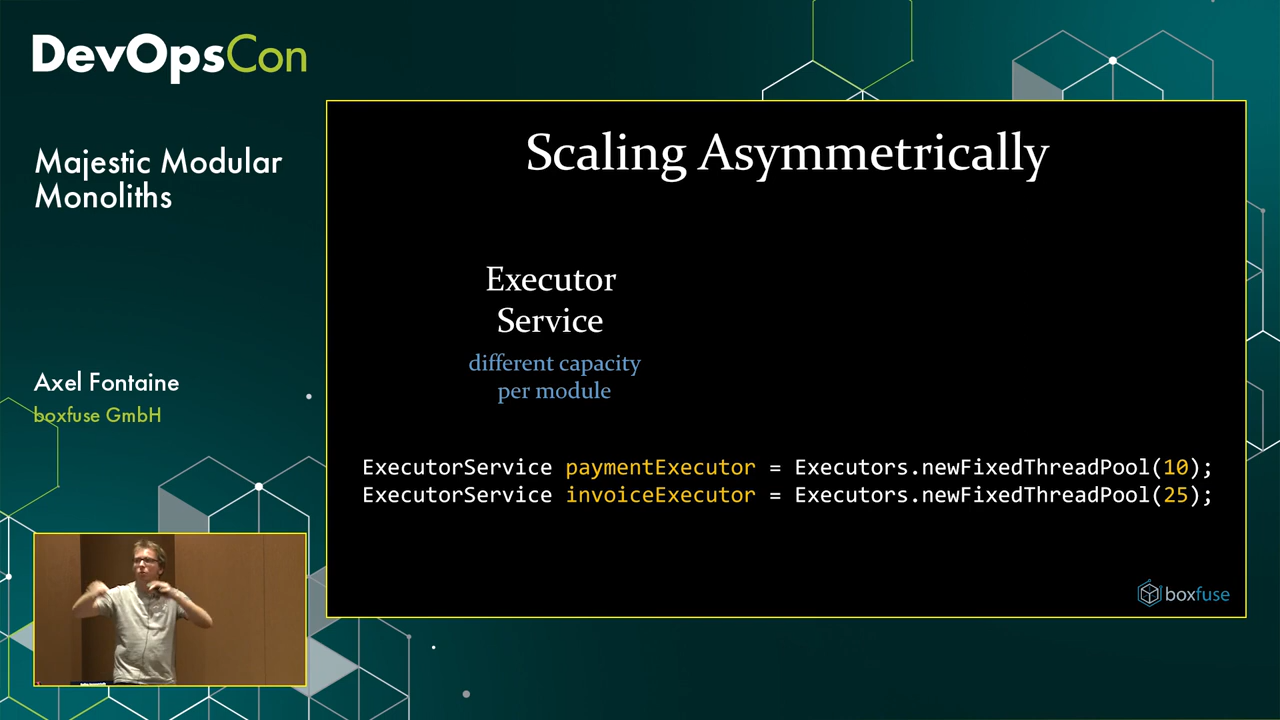 DevOpsCon
Majestic Modular
Monoliths
Axel Fontaine
boxfuse GmbH
Scaling Asymmetrically
Executor
Service
different capacity
per module
ExecutorService paymentExecutor = Executors.newFixedThreadPool(10);
ExecutorService invoiceExecutor = Executors.newFixedThreadPool(25);
boxfuse